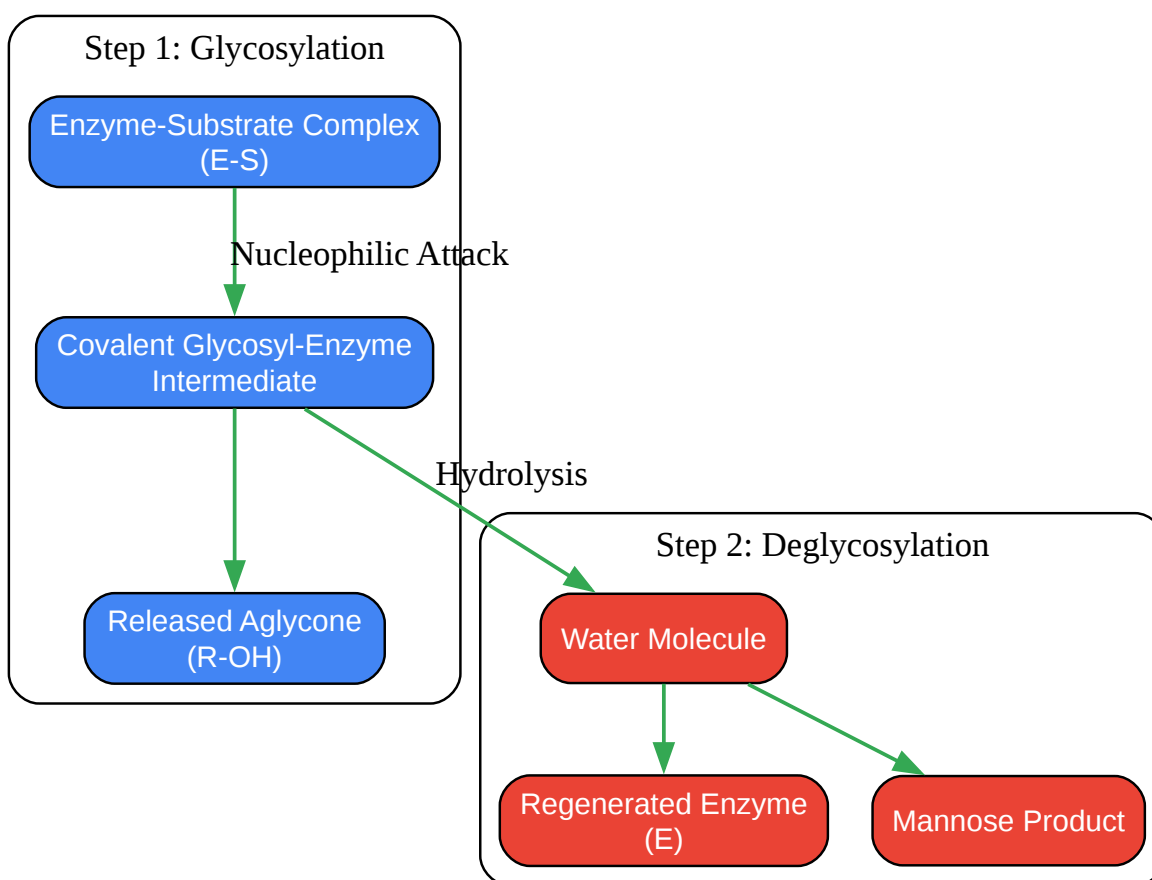 Step 1: Glycosylation
Enzyme-Substrate Complex
(E-S)
Nucleophilic Attack
Covalent Glycosyl-Enzyme
Intermediate
Hydrolysis
Released Aglycone
(R-OH)
Step 2: Deglycosylation
Water Molecule
Regenerated Enzyme
(E)
Mannose Product